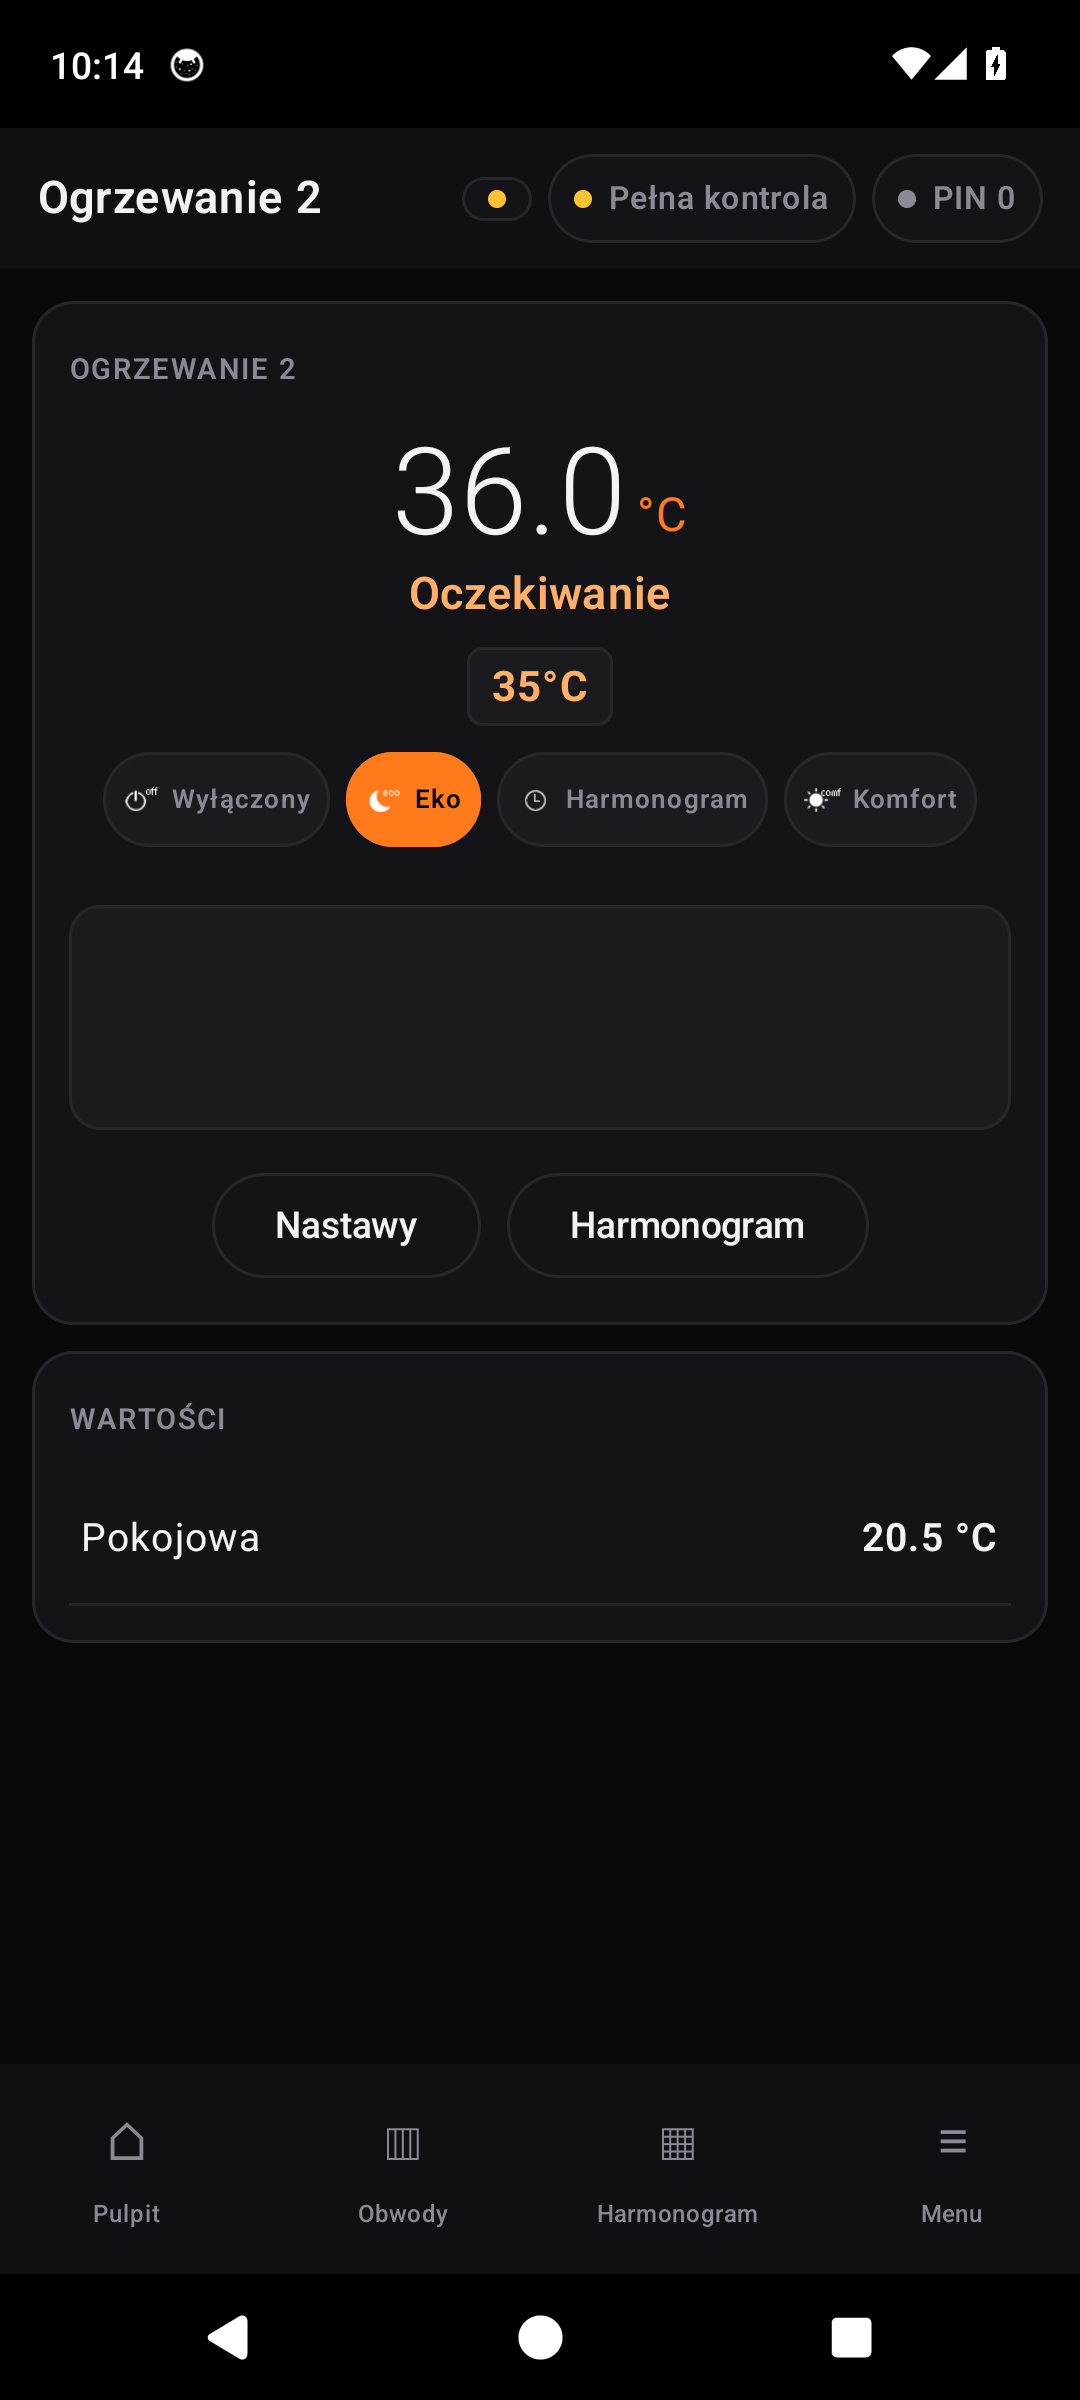 10:14
Ogrzewanie 2
Pełna kontrola
PIN 0
OGRZEWANIE 2
36.0 °C
Oczekiwanie
35°C
off Wyłączony
eco Eko
Harmonogram
comf Komfort
Nastawy
Harmonogram
WARTOŚCI
Pokojowa 20.5 °C
Pulpit
Obwody
Harmonogram
Menu